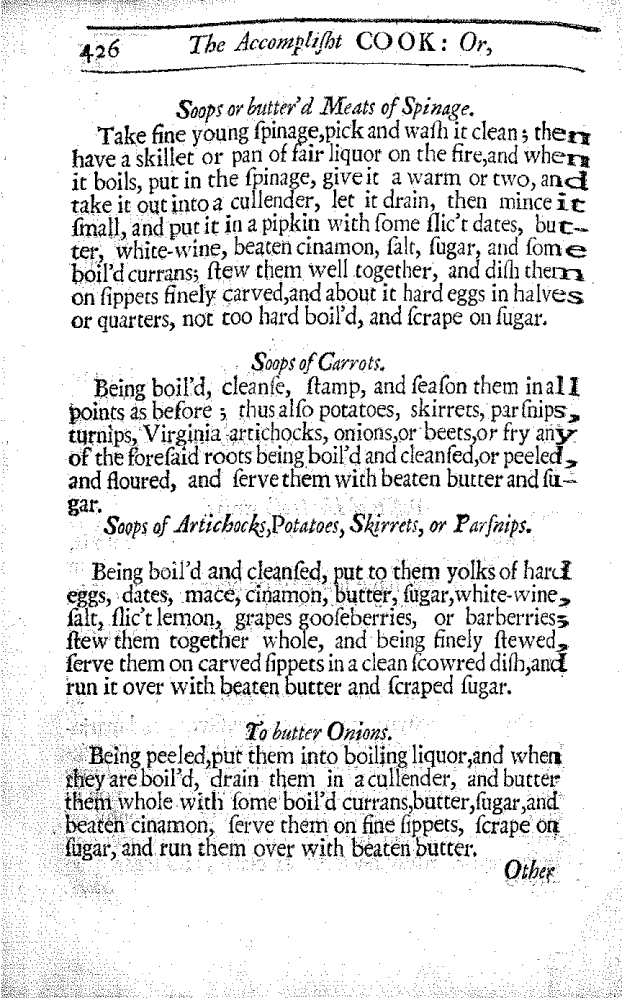 426 The Accompliſht COOK: Or,
Soops or butter'd Meats of Spinage.
Take fine young ſpinage,pick and waſh it clean; then
have a skillet or pan of fair liquor on the fire,and when
it boils, put in the ſpinage, give it a warm or two, and
take it out into a cullender, let it drain, then mince it
ſmall, and put it in a pipkin with ſome ſlic't dates, but-
ter, white-wine, beaten cinamon, ſalt, ſugar, and ſome
boil'd currans; ſtew them well together, and diſh them
on ſippets finely carved,and about it hard eggs in halves
or quarters, not too hard boil'd, and ſcrape on ſugar.
Soops of Carrots.
Being boil'd, cleanſe, ſtamp, and ſeaſon them in all
points as before; thus alſo potatoes, skirrets, parſnips,
turnips, Virginia artichocks, onions,or beets,or fry any
of the foreſaid roots being boil'd and cleanſed,or peeled,
and floured, and ſerve them with beaten butter and ſu-
gar.
Soops of Artichocks,Potatoes, Skirrets, or Parſnips.
Being boil'd and cleanſed, put to them yolks of hard
eggs, dates, mace, cinamon, butter, ſugar,white-wine,
ſalt, ſlic't lemon, grapes gooſeberries, or barberries;
ſtew them together whole, and being finely ſtewed,
ſerve them on carved ſippets in a clean ſcowred diſh,and
run it over with beaten butter and ſcraped ſugar.
To butter Onions.
Being peeled,put them into boiling liquor,and when
they are boil'd, drain them in a cullender, and butter
them whole with ſome boil'd currans,butter,ſugar,and
beaten cinamon, ſerve them on fine ſippets, ſcrape on
ſugar, and run them over with beaten butter.
Other